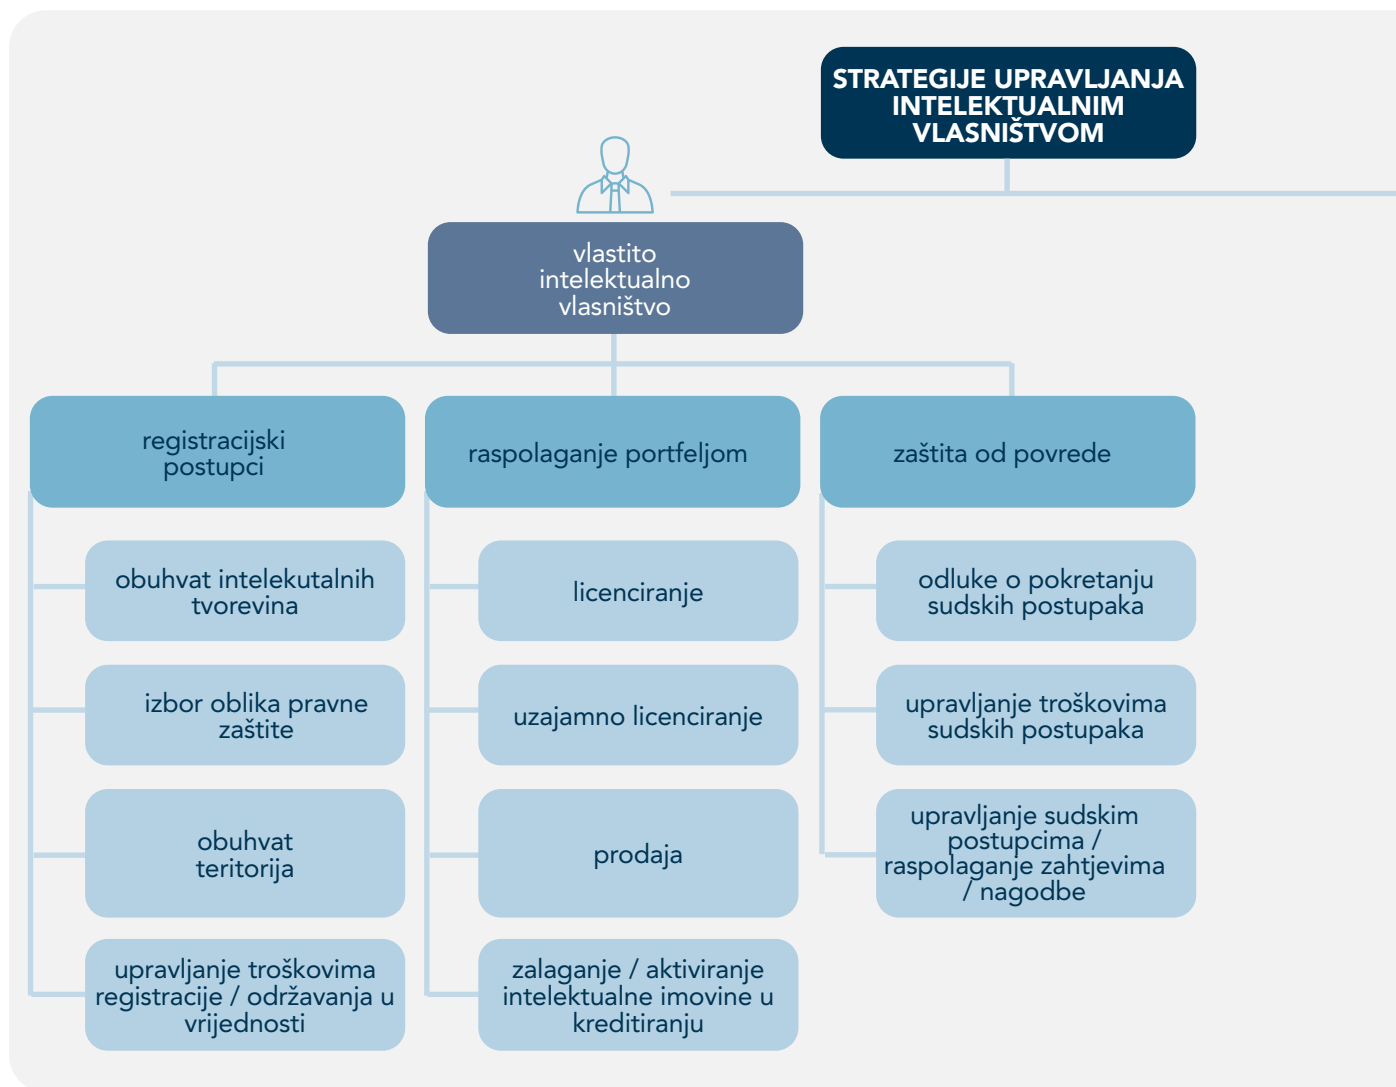 STRATEGIJE UPRAVLJANJA
INTELEKTUALNIM
VLASNIŠTVOM
vlastito
intelektualno
vlasništvo
registracijski
postupci
obuhvat intelekutalnih
tvorevina
izbor oblika pravne
zaštite
obuhvat
teritorija
upravljanje troškovima
registracije / održavanja u
vrijednosti
raspolaganje portfeljom
licenciranje
uzajamno licenciranje
prodaja
zalaganje / aktiviranje
intelektualne imovine u
kreditiranju
zaštita od povrede
odluke o pokretanju
sudskih postupaka
upravljanje troškovima
sudskih postupaka
upravljanje sudskim
postupcima /
raspolaganje zahtjevima
/ nagodbe